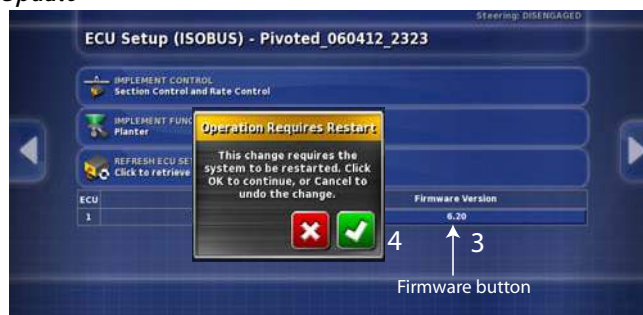 Update
Steering: DISENGAGED
ECU Setup (ISOBUS) - Pivoted_060412_2323
IMPLEMENT CONTROL
Section Control and Rate Control
IMPLEMENT FUNC
Planter
REFRESH ECU SE
Click to retrieve
Operation Requires Restart
This change requires the
system to be restarted. Click
OK to continue, or Cancel to
undo the change.
ECU
Firmware Version
1
6.20
4
3
Firmware button